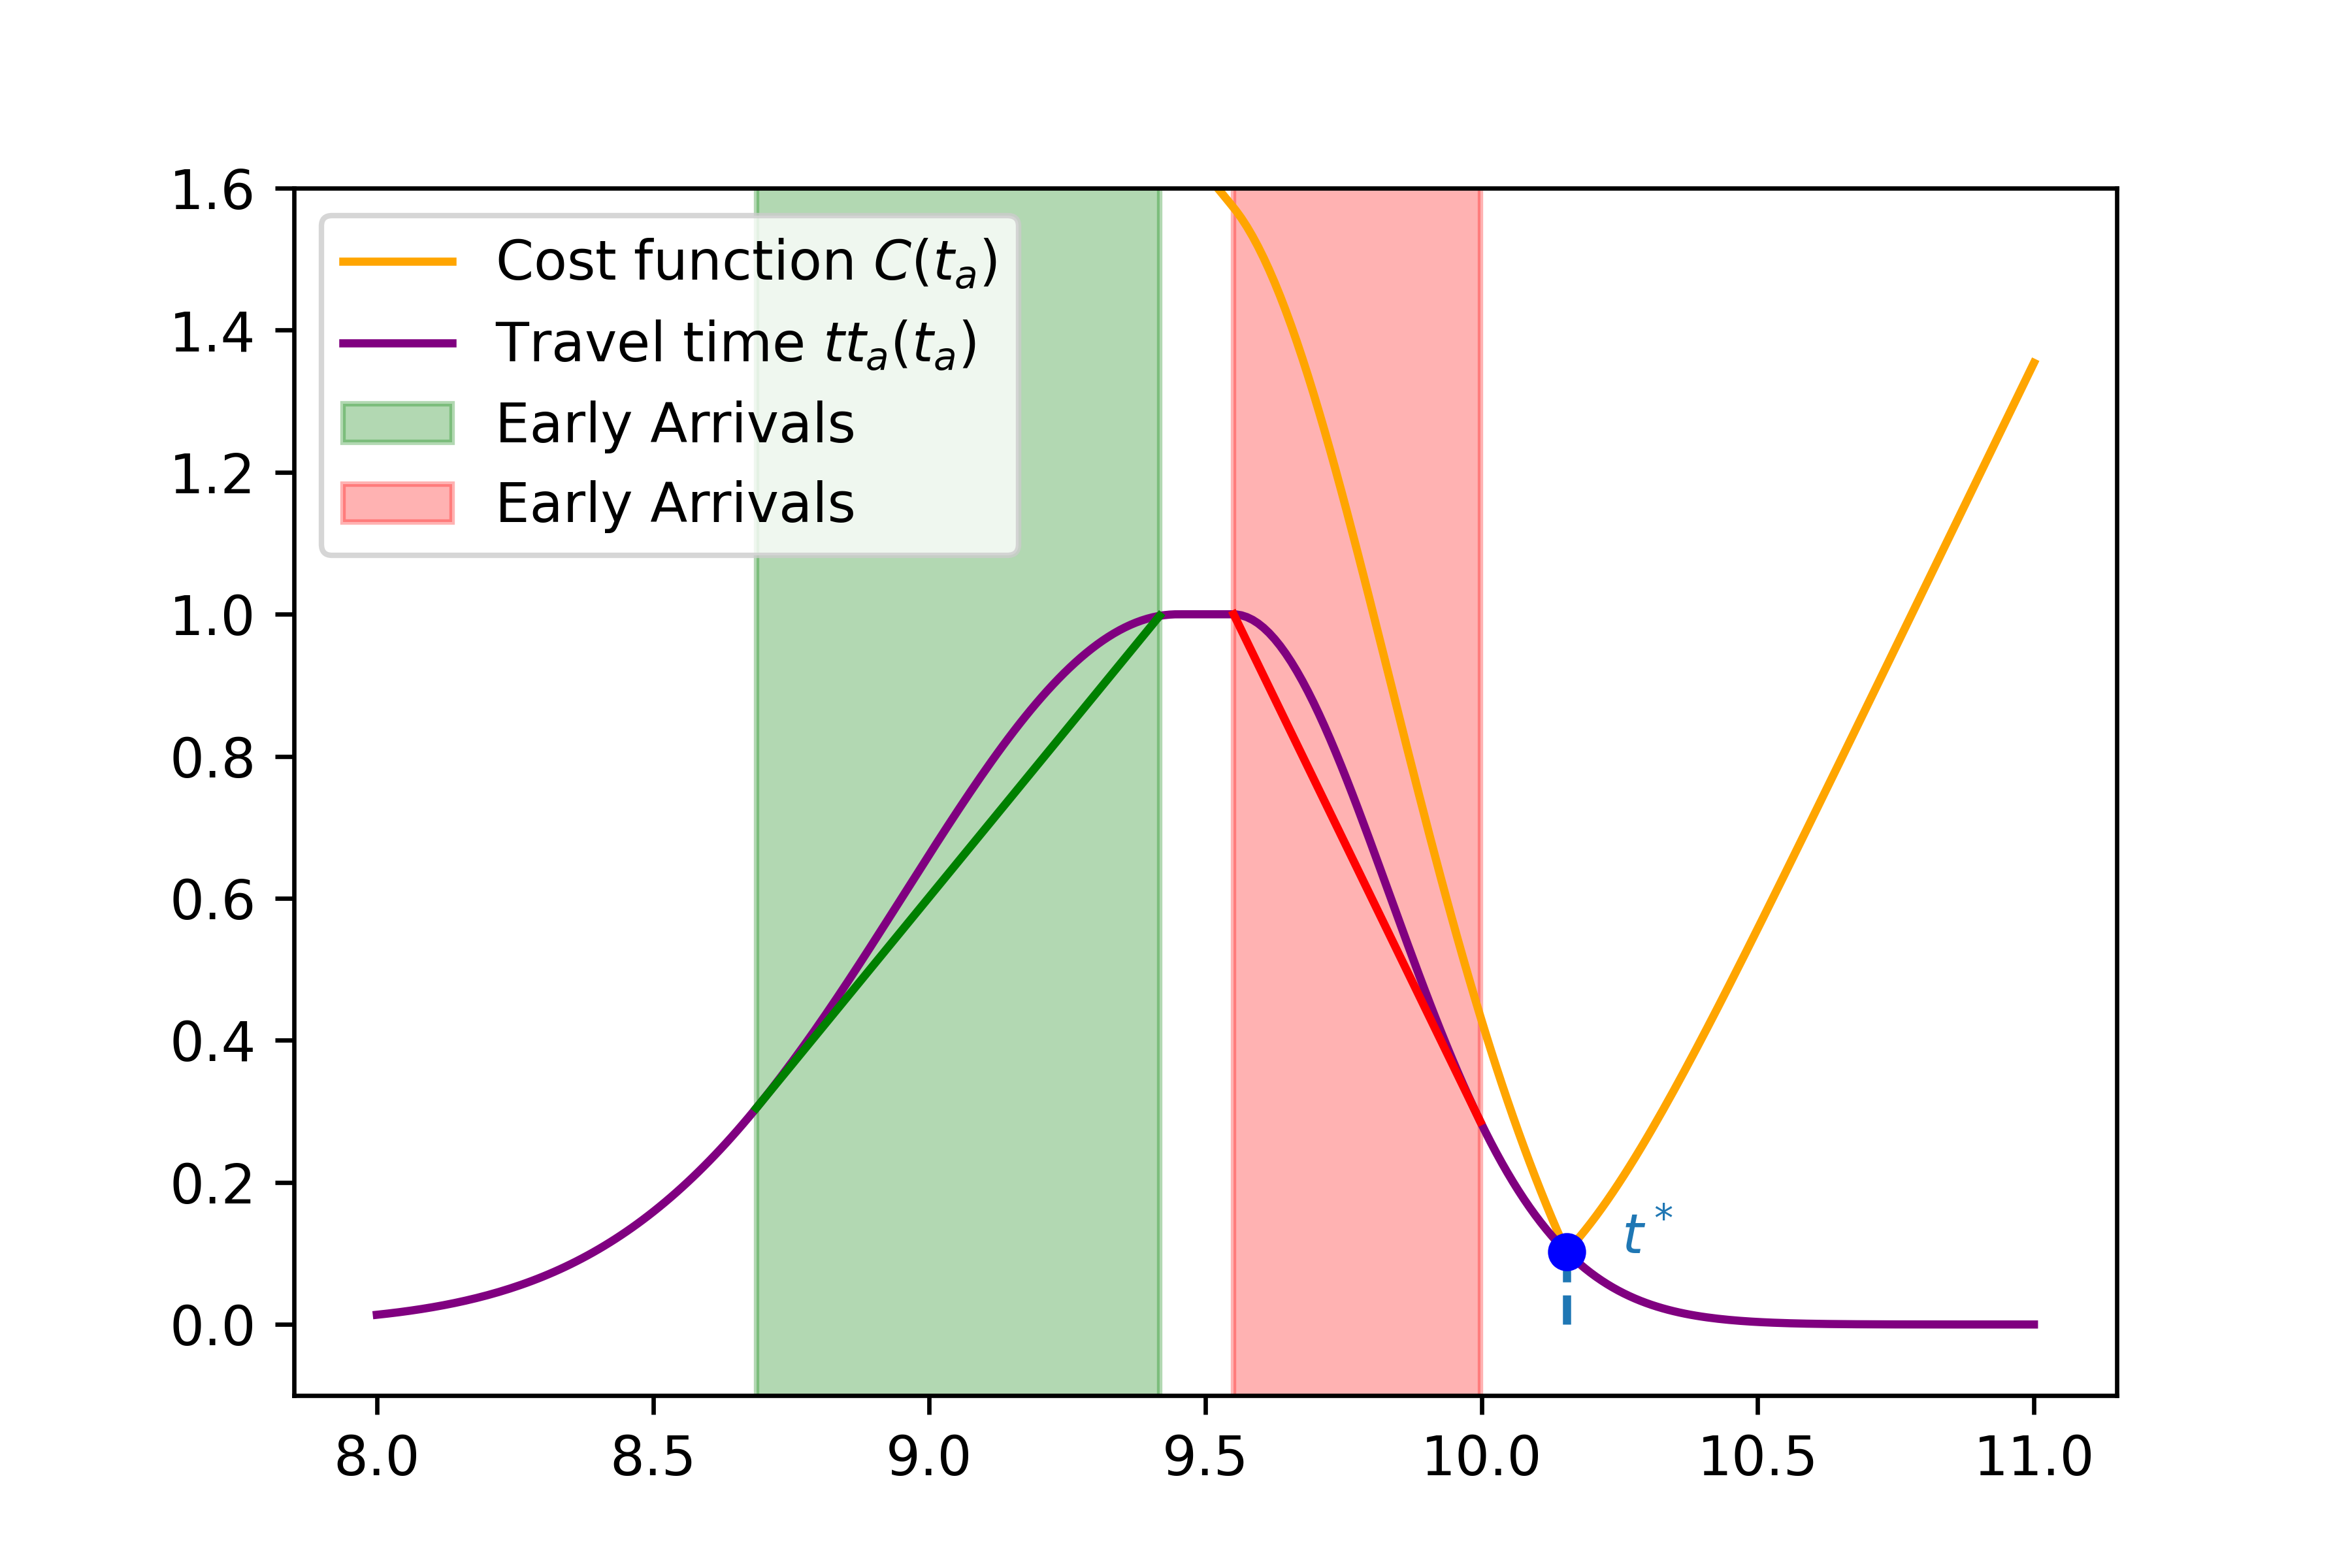 1.6
1.4
1.2
1.0
0.8
0.6
0.4
0.2
0.0
Cost function C(tₐ)
Travel time ttₐ(tₐ)
Early Arrivals
Early Arrivals
t*
8.0 8.5 9.0 9.5 10.0 10.5 11.0